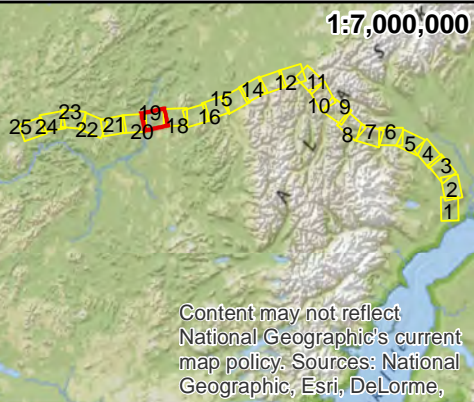 1:7,000,000
A L A S
25 24 23 22 21 20 19 18 16 15 14 12 11 10 9 8 7 6 5 4 3 2 1
Content may not reflect
National Geographic's current
map policy. Sources: National
Geographic, Esri, DeLorme,